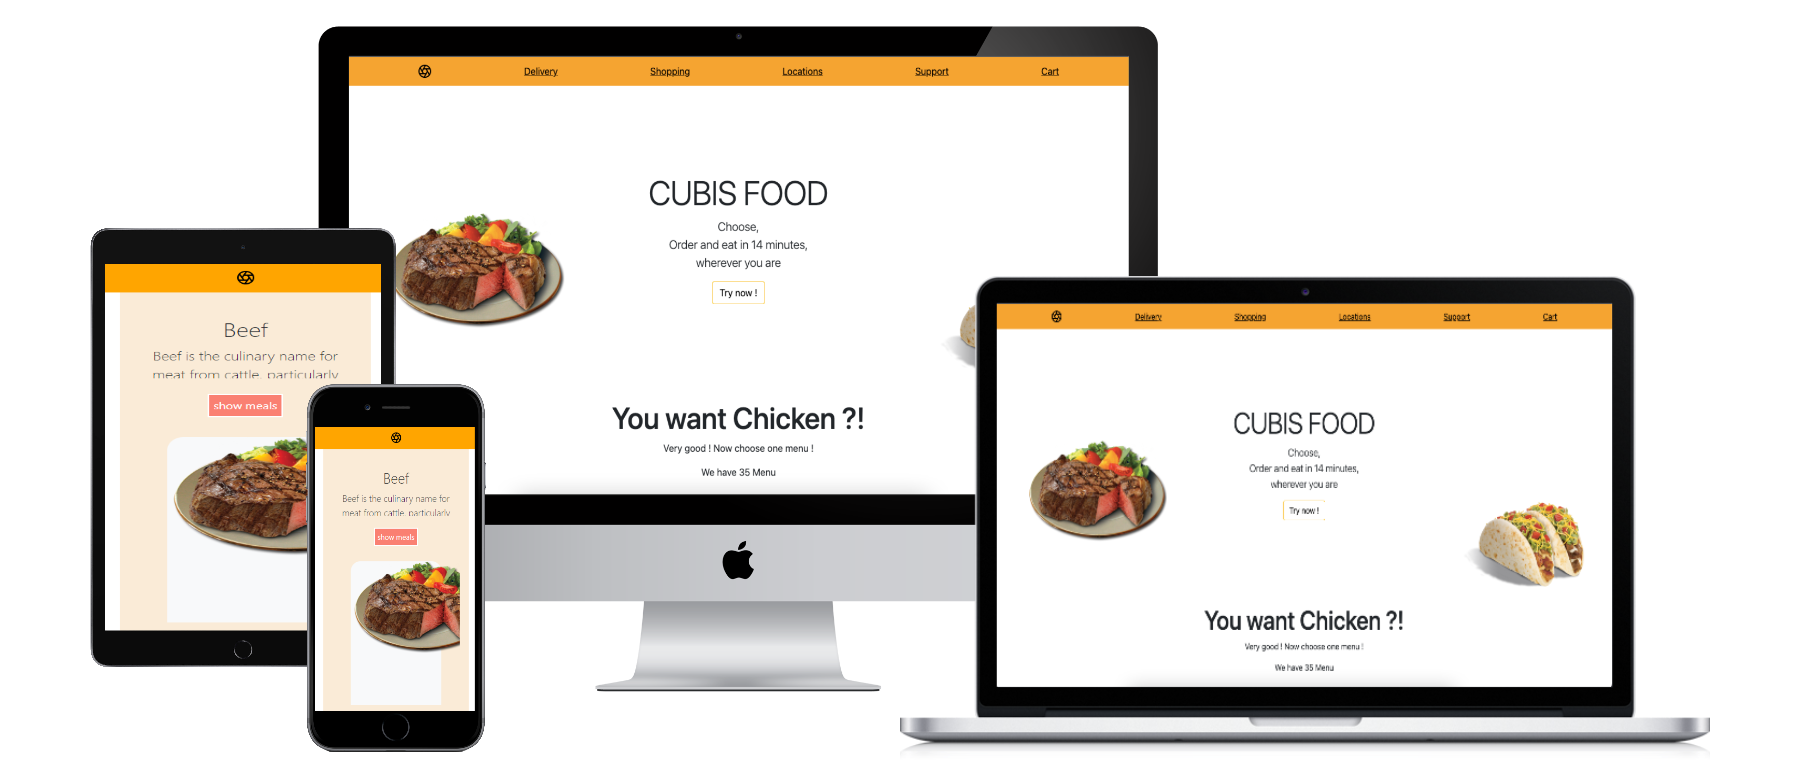 Delivery Shopping Locations Support Cart
CUBIS FOOD
Choose,
Order and eat in 14 minutes,
wherever you are
Try now !
You want Chicken ?!
Very good ! Now choose one menu !
We have 35 Menu
Beef
Beef is the culinary name for
meat from cattle, particularly
show meals
Beef
Beef is the culinary name for
meat from cattle, particularly
show meals
Delivery Shopping Locations Support Cart
CUBIS FOOD
Choose,
Order and eat in 14 minutes,
wherever you are
Try now !
You want Chicken ?!
Very good ! Now choose one menu !
We have 35 Menu